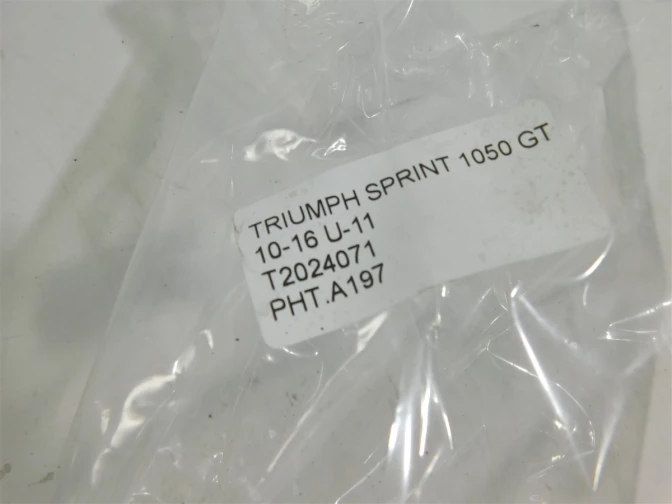 TRIUMPH SPRINT 1050 GT
10-16 U-11
T2024071
PHT.A197